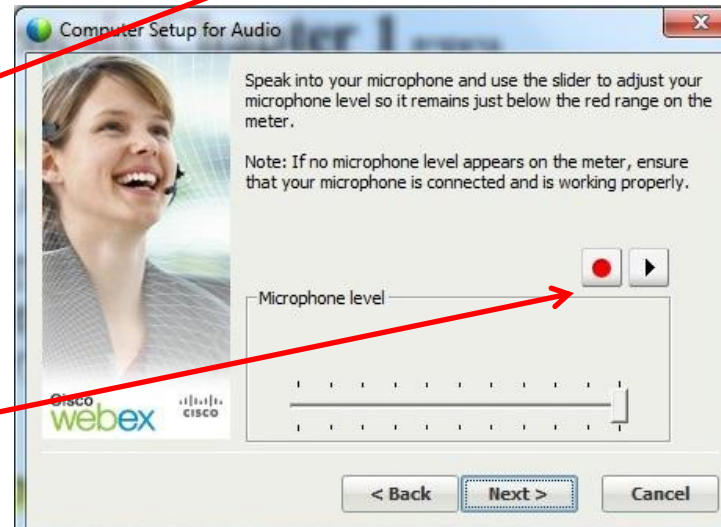 Computer Setup for Audio
Speak into your microphone and use the slider to adjust your
microphone level so it remains just below the red range on the
meter.
Note: If no microphone level appears on the meter, ensure
that your microphone is connected and is working properly.
Microphone level
Cisco
webex
cisco
< Back
Next >
Cancel